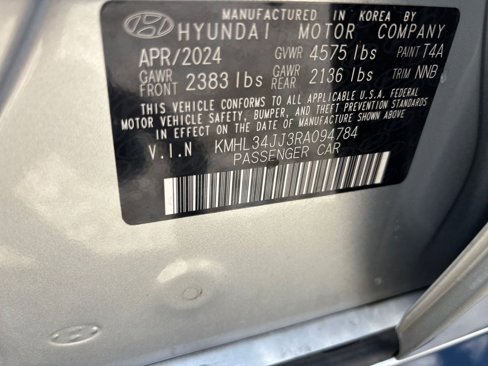 MANUFACTURED IN KOREA BY
HYUNDAI MOTOR COMPANY
APR/2024 GVWR 4575 lbs PAINT T4A
GAWR FRONT 2383 lbs GAWR REAR 2136 lbs TRIM NNB
THIS VEHICLE CONFORMS TO ALL APPLICABLE U.S.A. FEDERAL
MOTOR VEHICLE SAFETY, BUMPER, AND THEFT PREVENTION STANDARDS
IN EFFECT ON THE DATE OF MANUFACTURE SHOWN ABOVE.
V.I.N KMHL34JJ3RA094784
PASSENGER CAR